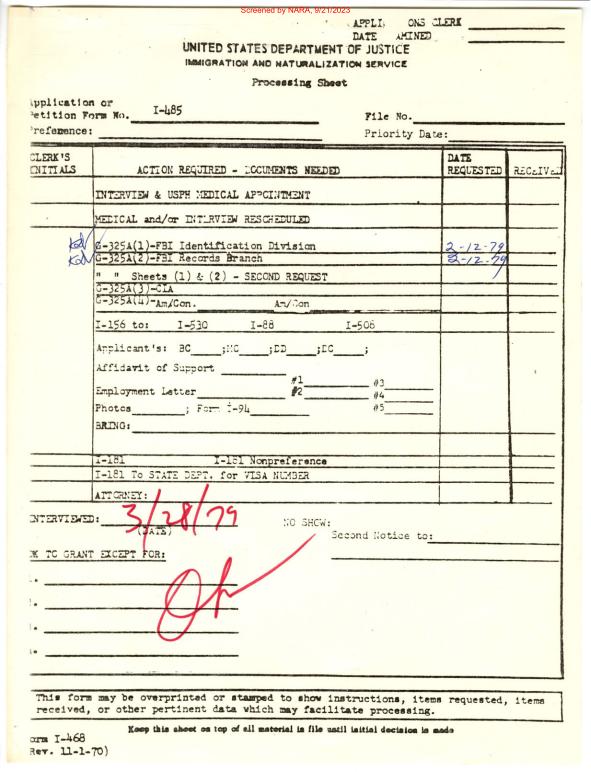 Screened by NARA, 9/21/2023
APPLI ONS CLERK
DATE AMINED
UNITED STATES DEPARTMENT OF JUSTICE
IMMIGRATION AND NATURALIZATION SERVICE
Processing Sheet
Application or
Petition Form No. I-485 File No.
Preference: Priority Date:
CLERK'S INITIALS ACTION REQUIRED - DOCUMENTS NEEDED DATE REQUESTED RECEIVED
INTERVIEW & USPH MEDICAL APPOINTMENT
MEDICAL and/or INTERVIEW RESCHEDULED
G-325A(1)-FBI Identification Division 2-12-79
G-325A(2)-FBI Records Branch 2-12-79
" " Sheets (1) & (2) - SECOND REQUEST
G-325A(3)-CIA
G-325A(4)-Am/Con. Am/Con
I-156 to: I-530 I-88 I-508
Applicant's: BC ;MC ;DD ;DC ;
Affidavit of Support
#1 #3
Employment Letter #2 #4
Photos ; Form I-94 #5
BRING:
I-181 I-181 Nonpreference
I-181 To STATE DEPT. for VISA NUMBER
ATTORNEY:
INTERVIEWED: 3/28/79 NO SHOW:
(DATE) Second Notice to:
OK TO GRANT EXCEPT FOR:
This form may be overprinted or stamped to show instructions, items requested, items
received, or other pertinent data which may facilitate processing.
Keep this sheet on top of all material in file until initial decision is made
orm I-468
Rev. 11-1-70)